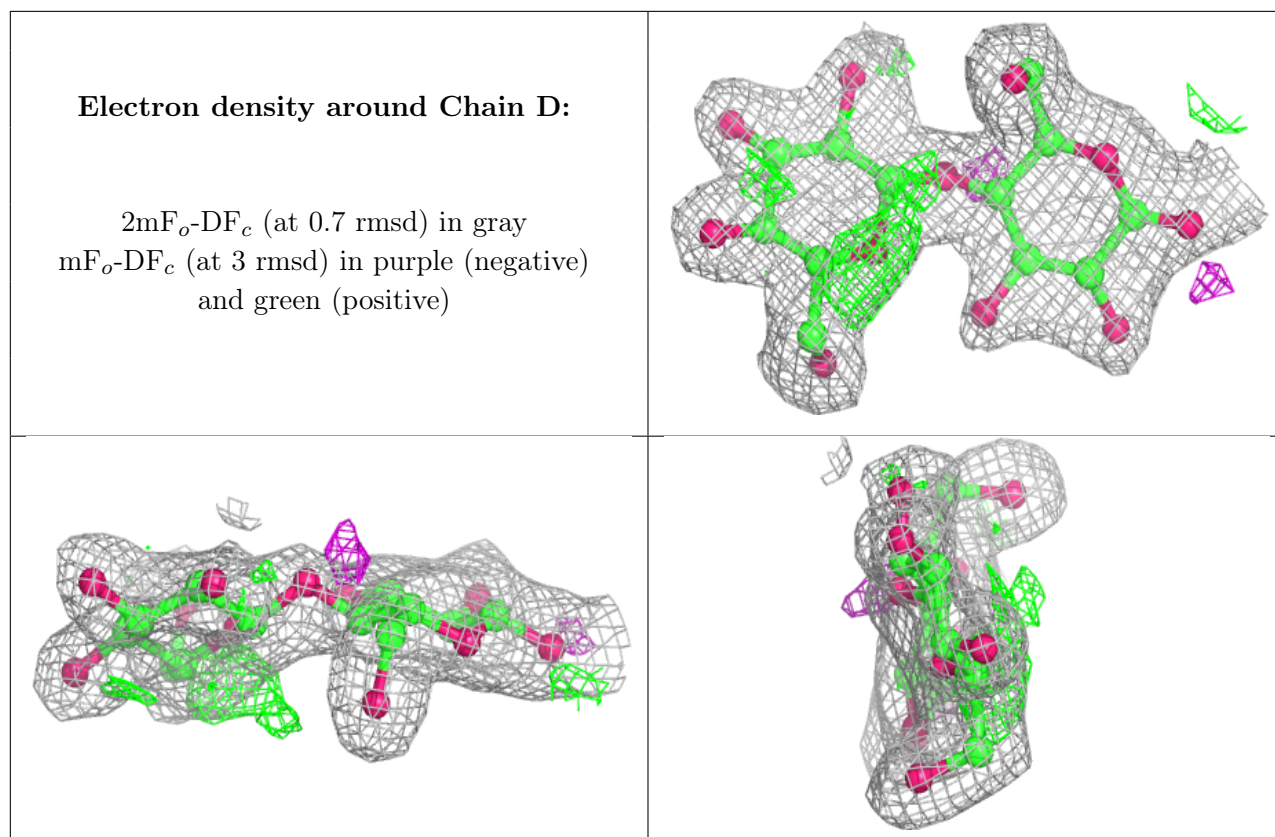 Electron density around Chain D:
2mFₒ-DF𝒸 (at 0.7 rmsd) in gray
mFₒ-DF𝒸 (at 3 rmsd) in purple (negative)
and green (positive)